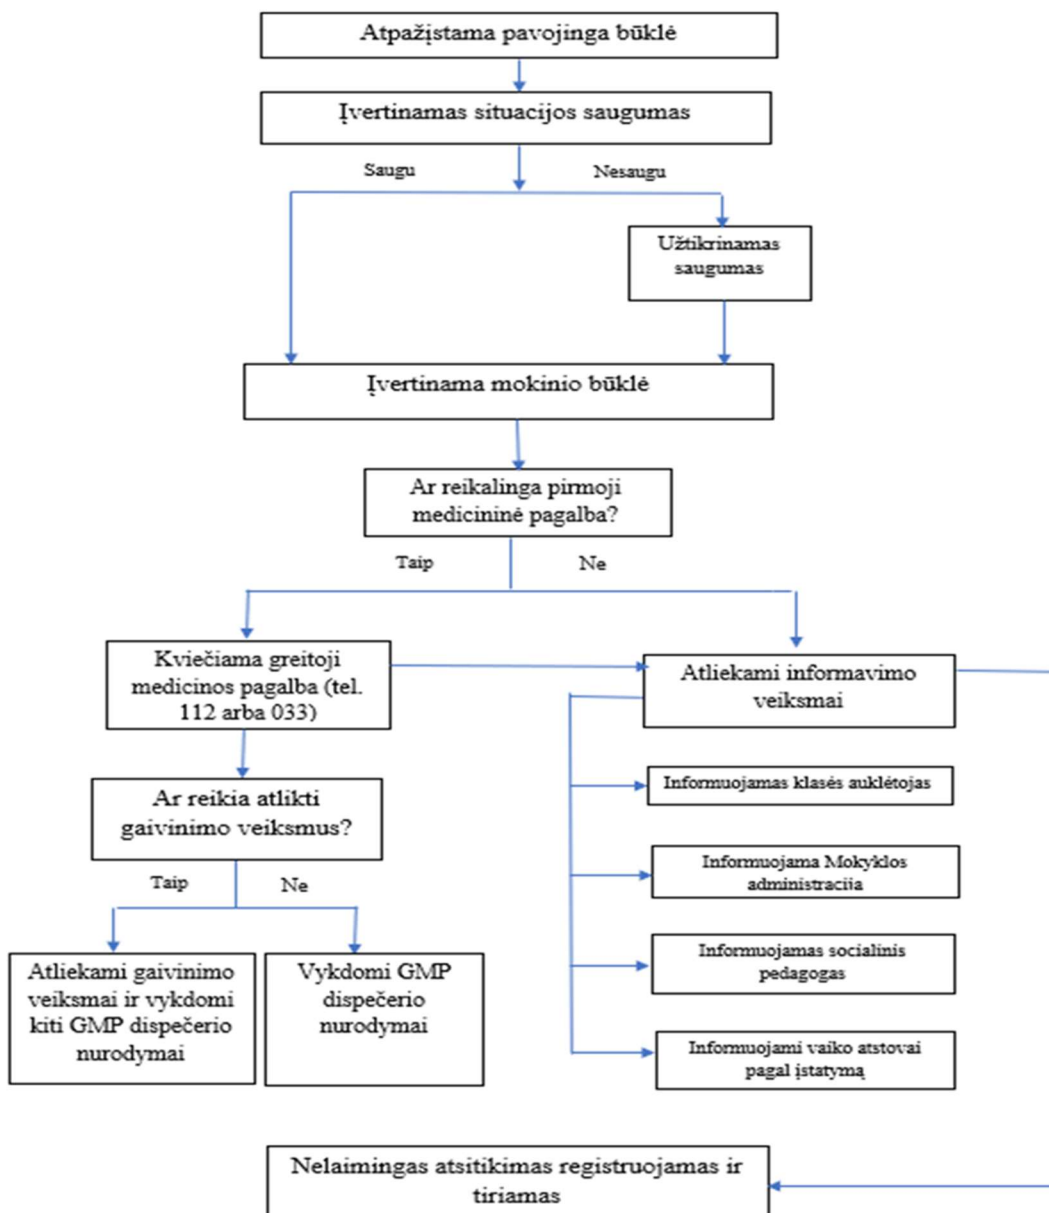 Atpažįstama pavojinga būklė
Įvertinamas situacijos saugumas
Saugu
Nesaugu
Užtikrinamas
saugumas
Įvertinama mokinio būklė
Ar reikalinga pirmoji
medicininė pagalba?
Taip
Ne
Kviečiama greitoji
medicinos pagalba (tel.
112 arba 033)
Atliekami informavimo
veiksmai
Informuojamas klasės auklėtojas
Ar reikia atlikti
gaivinimo veiksmus?
Informuojama Mokyklos
administracija
Taip
Ne
Informuojamas socialinis
pedagogas
Atliekami gaivinimo
veiksmai ir vykdomi
kiti GMP dispečerio
nurodymai
Vykdomi GMP
dispečerio
nurodymai
Informuojami vaiko atstovai
pagal įstatymą
Nelaimingas atsitikimas registruojamas ir
tiriamas